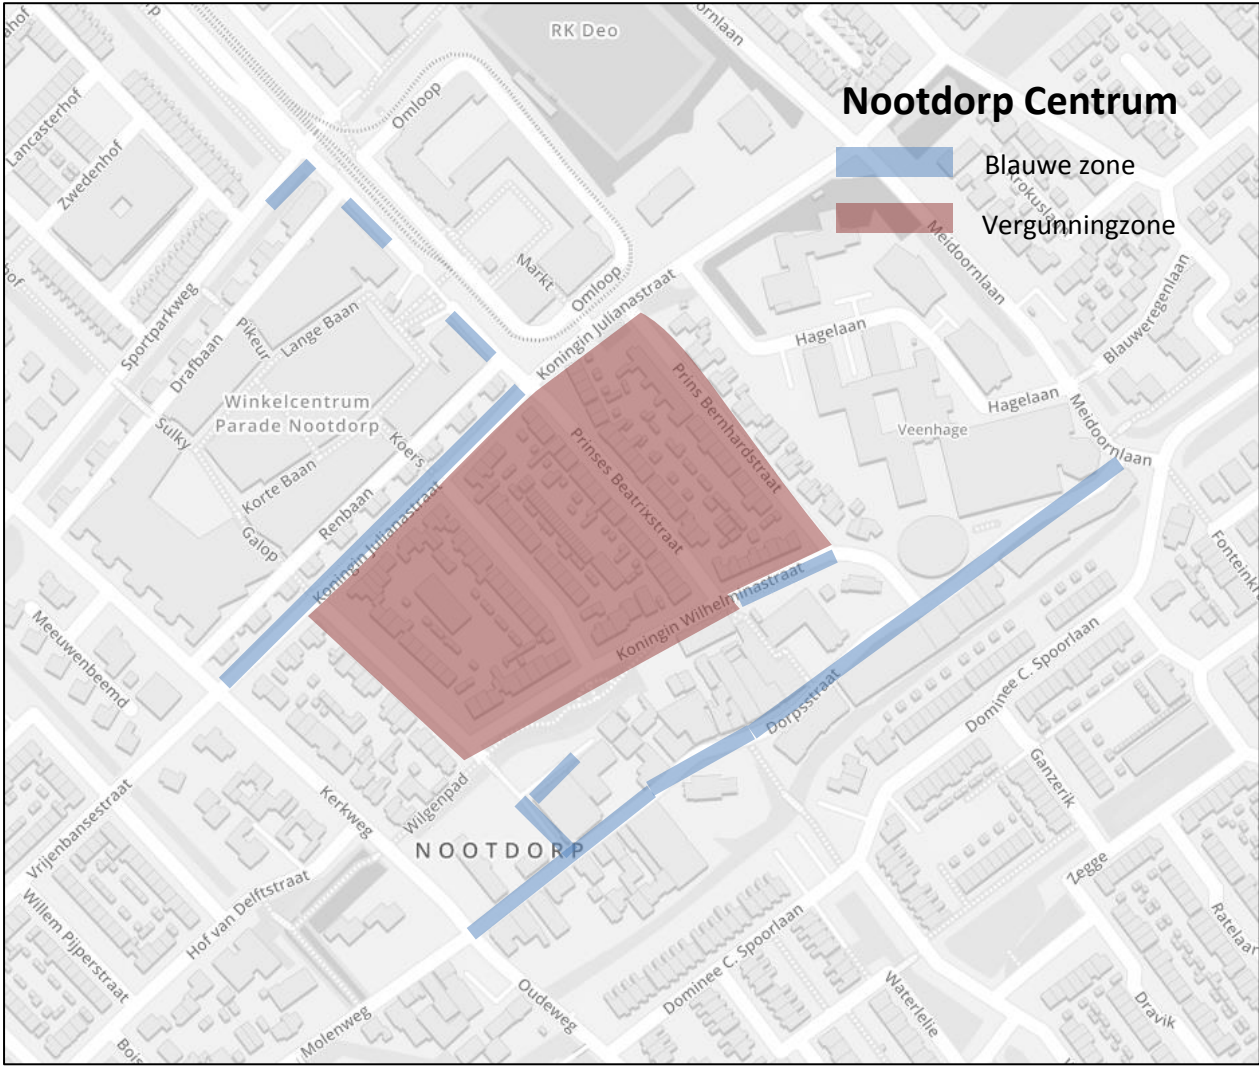 RK Deo
Nootdorp Centrum
Blauwe zone
Vergunningzone
Omloop
Lancasterhof
Zwedenhof
Markt
Omloop
Koningin Julianastraat
Meidoornlaan
Hagelaan
Blauweregenlaan
Sportparkweg
Pikeur
Lange Baan
Drafbaan
Winkelcentrum
Parade Nootdorp
Sulky
Koers
Korte Baan
Renbaan
Galop
Koningin Julianastraat
Prins Bernhardstraat
Prinses Beatrixstraat
Hagelaan
Meidoornlaan
Veenhage
Koningin Wilhelminastraat
Meeuwenbeemd
Dorpsstraat
Dominee C. Spoorlaan
Ganzerik
Kerkweg
Wilgenpad
NOOTDORP
Vrijenbansestraat
Hof van Delftstraat
Willem Pijperstraat
Zegge
Dominee C. Spoorlaan
Oudeweg
Molenweg
Waterlelie
Dravik